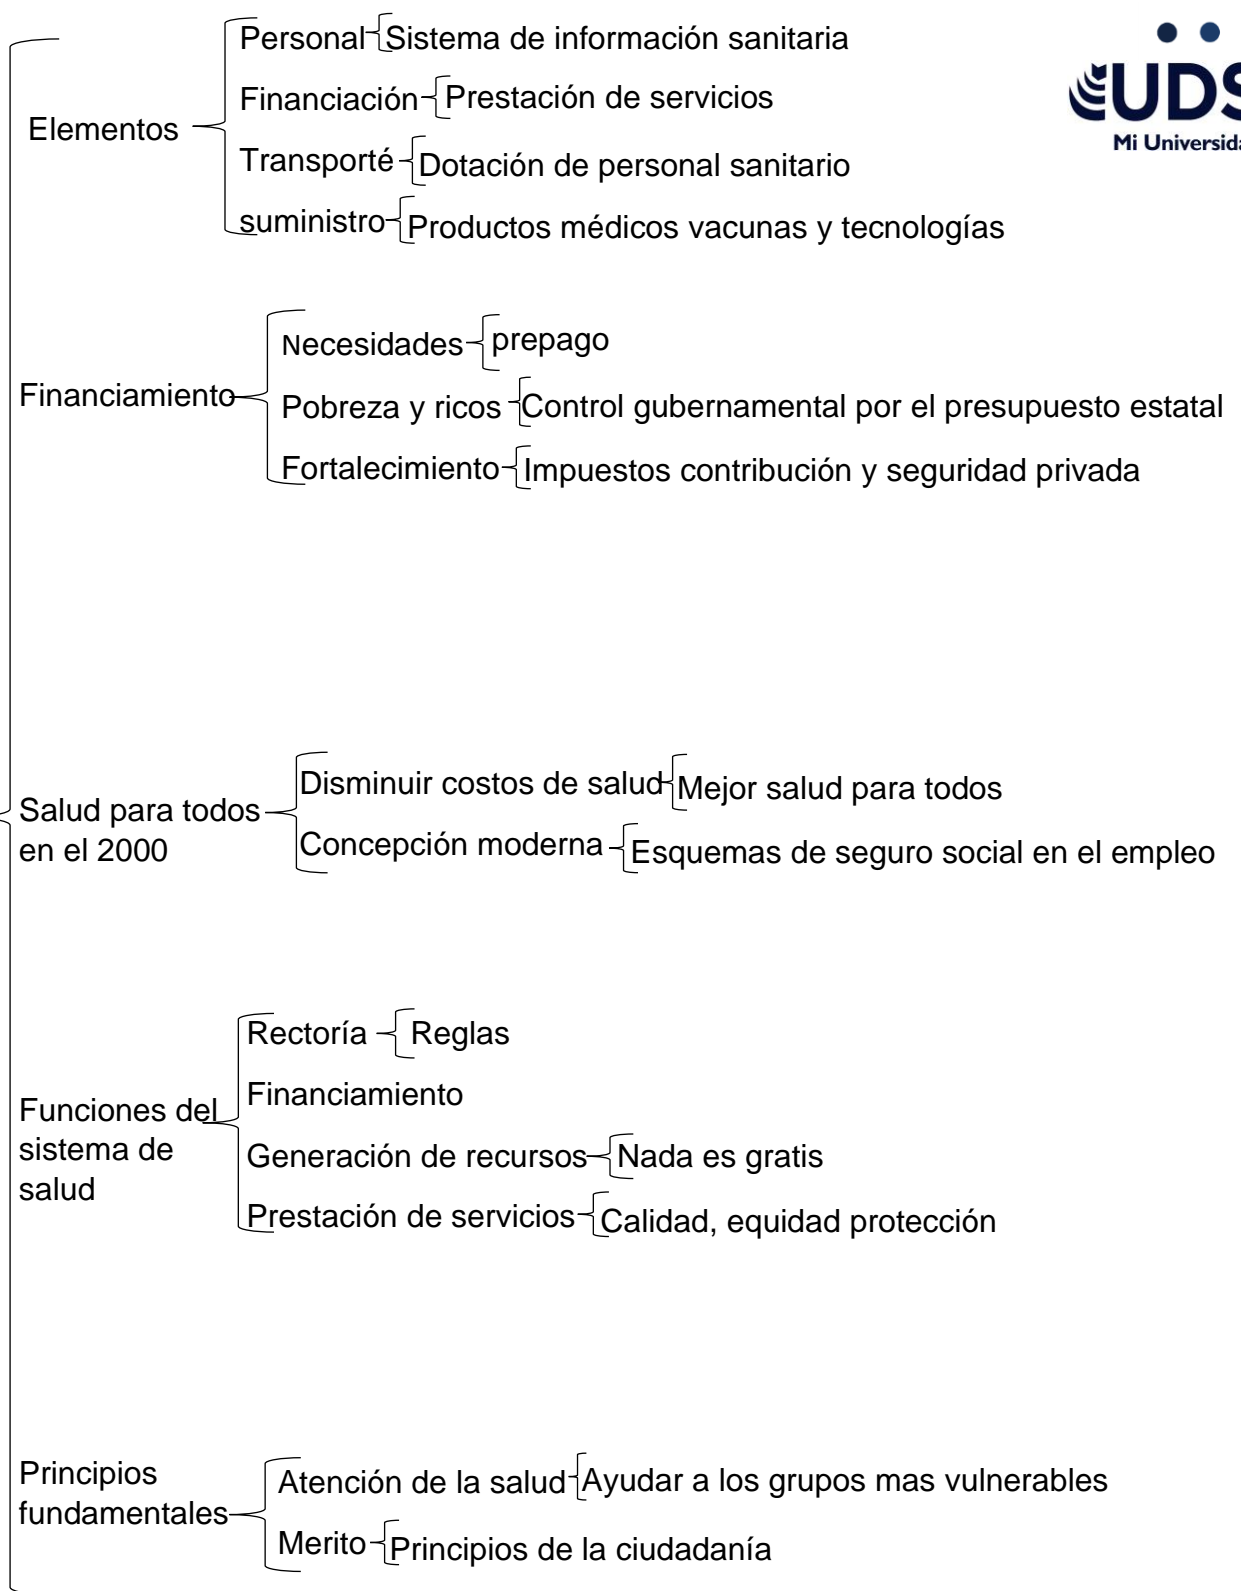 Personal
Sistema de información sanitaria
Financiación
Prestación de servicios
Elementos
Transporté
Dotación de personal sanitario
suministro
Productos médicos vacunas y tecnologías
UDS
Mi Universida
Necesidades
prepago
Financiamiento
Pobreza y ricos
Control gubernamental por el presupuesto estatal
Fortalecimiento
Impuestos contribución y seguridad privada
Salud para todos
en el 2000
Disminuir costos de salud
Mejor salud para todos
Concepción moderna
Esquemas de seguro social en el empleo
Funciones del
sistema de
salud
Rectoría
Reglas
Financiamiento
Generación de recursos
Nada es gratis
Prestación de servicios
Calidad, equidad protección
Principios
fundamentales
Atención de la salud
Ayudar a los grupos mas vulnerables
Merito
Principios de la ciudadanía